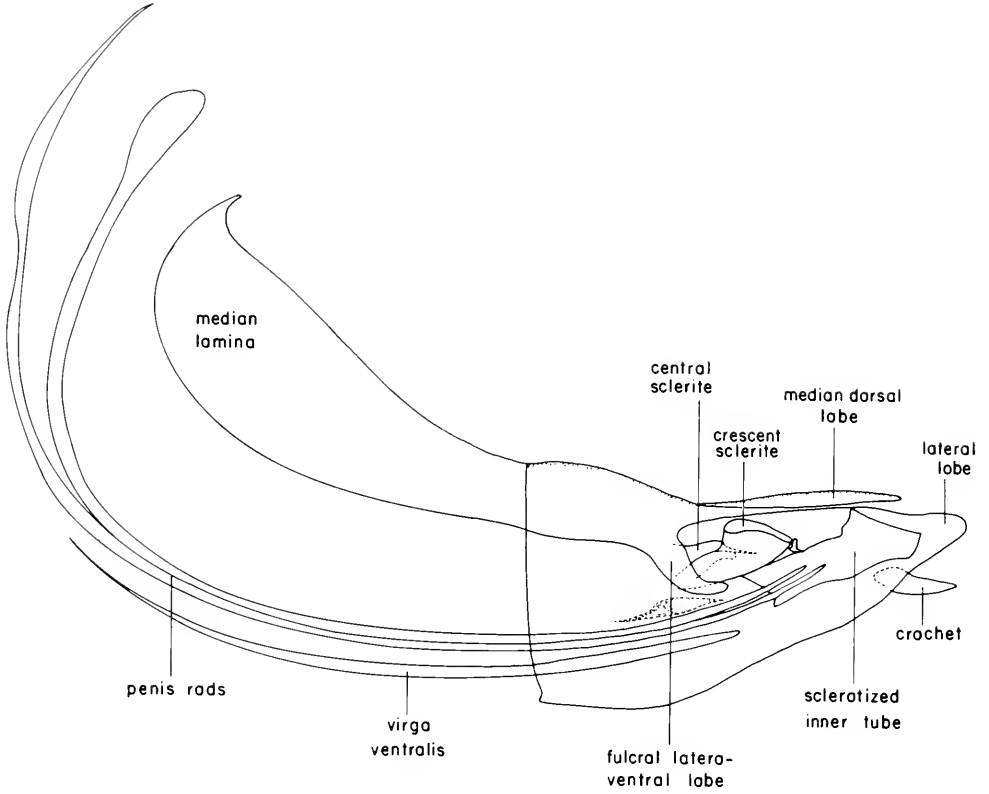 median
lamina
central
sclerite
median dorsal
lobe
crescent
sclerite
lateral
lobe
crochet
penis rods
sclerotized
inner tube
virga
ventralis
fulcral latero-
ventral lobe